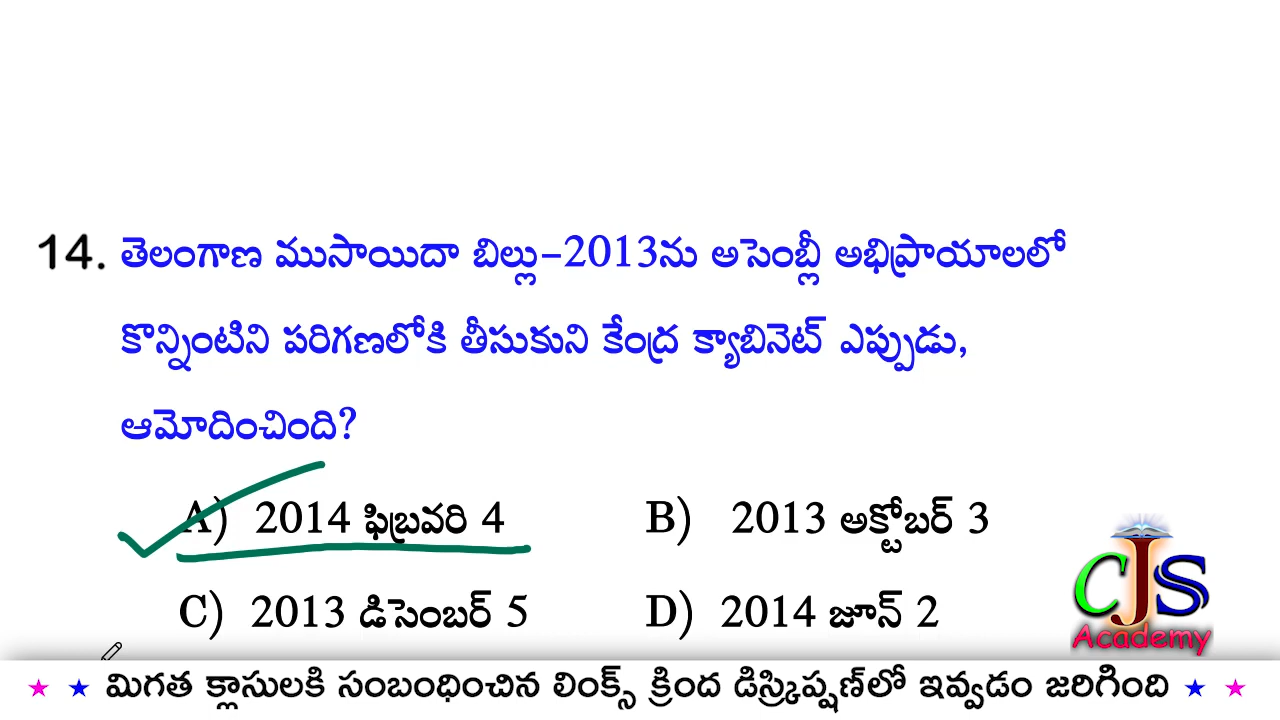 14. తెలంగాణ ముసాయిదా బిల్లు-2013ను అసెంబ్లీ అభిప్రాయాలలో
కొన్నింటిని పరిగణలోకి తీసుకుని కేంద్ర క్యాబినెట్ ఎప్పుడు,
ఆమోదించింది?
A) 2014 ఫిబ్రవరి 4 B) 2013 అక్టోబర్ 3
C) 2013 డిసెంబర్ 5 D) 2014 జూన్ 2
CJS
Academy
మిగత క్లాసులకి సంబంధించిన లింక్స్ క్రింద డిస్క్రిప్షణ్‌లో ఇవ్వడం జరిగింది